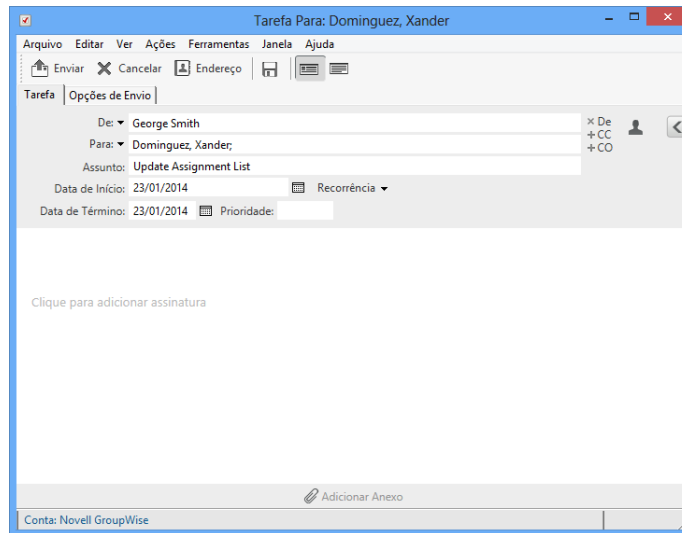 Tarefa Para: Dominguez, Xander
Arquivo Editar Ver Ações Ferramentas Janela Ajuda
Enviar Cancelar Endereço
Tarefa Opções de Envio
De: George Smith × De
+CC
Para: Dominguez, Xander; +CO
Assunto: Update Assignment List
Data de Início: 23/01/2014 Recorrência
Data de Término: 23/01/2014 Prioridade:
Clique para adicionar assinatura
Adicionar Anexo
Conta: Novell GroupWise